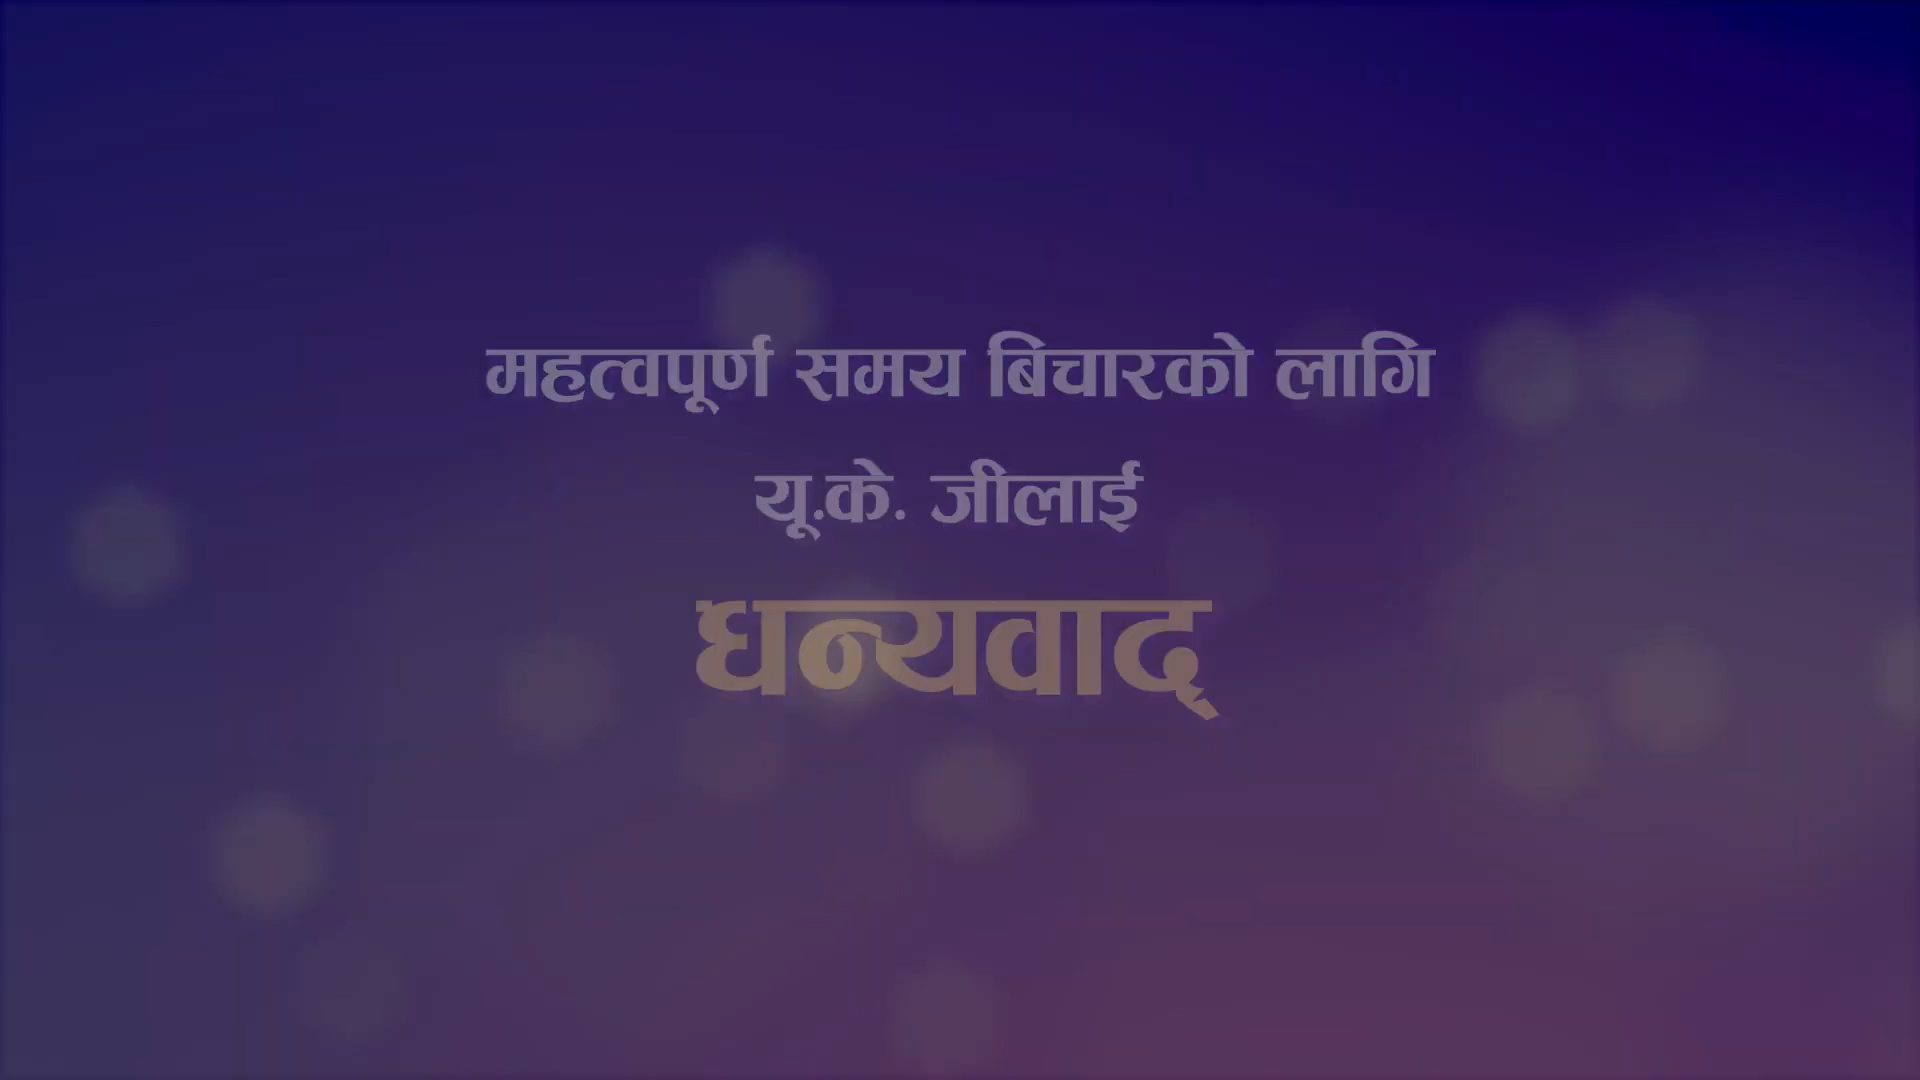 महत्वपूर्ण समय बिचारको लागि
यू.के. जीलाई
धन्यवाद्